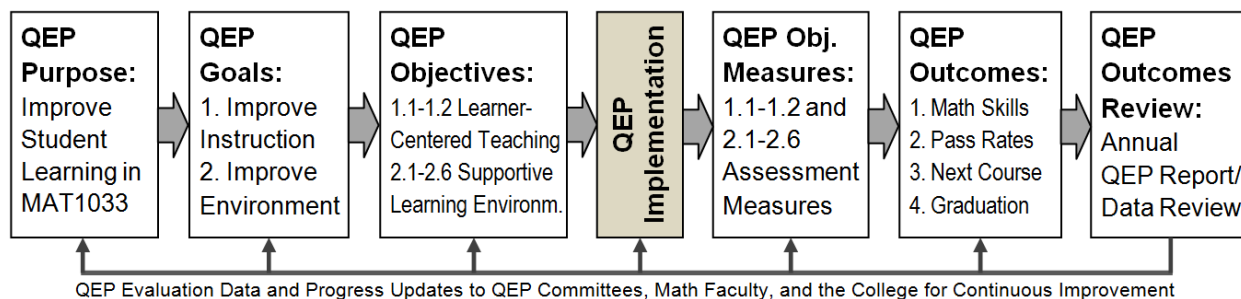 QEP
Purpose:
Improve
Student
Learning in
MAT1033
QEP
Goals:
1. Improve
Instruction
2. Improve
Environment
QEP
Objectives:
1.1-1.2 Learner-
Centered Teaching
2.1-2.6 Supportive
Learning Environm.
QEP
Implementation
QEP Obj.
Measures:
1.1-1.2 and
2.1-2.6
Assessment
Measures
QEP
Outcomes:
1. Math Skills
2. Pass Rates
3. Next Course
4. Graduation
QEP
Outcomes
Review:
Annual
QEP Report/
Data Review
QEP Evaluation Data and Progress Updates to QEP Committees, Math Faculty, and the College for Continuous Improvement